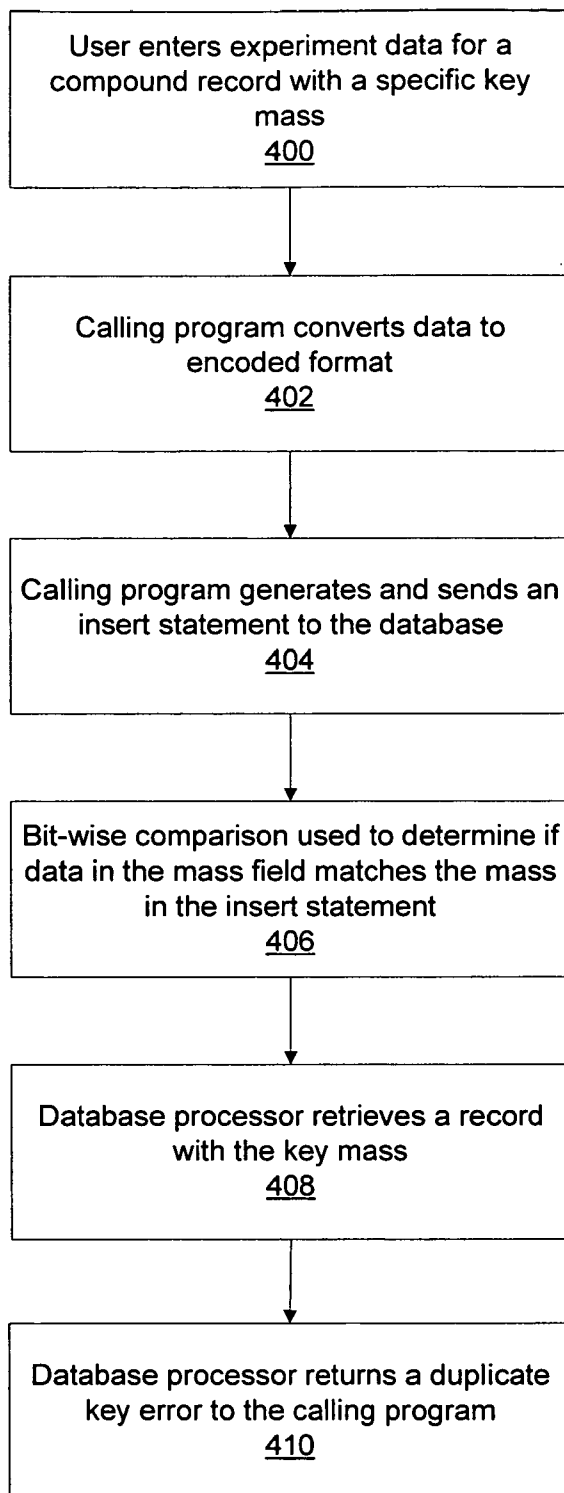 User enters experiment data for a
compound record with a specific key
mass
400
Calling program converts data to
encoded format
402
Calling program generates and sends an
insert statement to the database
404
Bit-wise comparison used to determine if
data in the mass field matches the mass
in the insert statement
406
Database processor retrieves a record
with the key mass
408
Database processor returns a duplicate
key error to the calling program
410